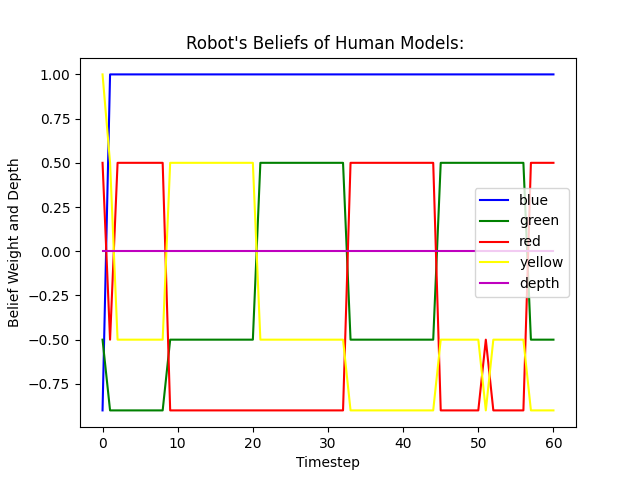 Robot's Beliefs of Human Models:
Belief Weight and Depth
1.00
0.75
0.50
0.25
0.00
−0.25
−0.50
−0.75
blue
green
red
yellow
depth
0 10 20 30 40 50 60
Timestep